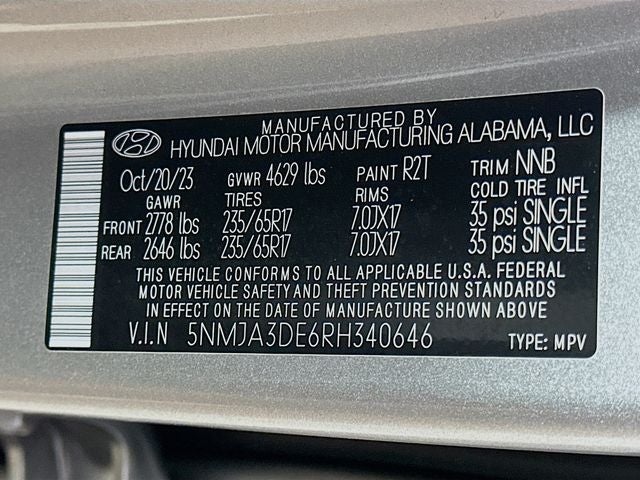 MANUFACTURED BY
HYUNDAI MOTOR MANUFACTURING ALABAMA, LLC
Oct/20/23 GVWR 4629 lbs PAINT R2T TRIM NNB
GAWR TIRES RIMS COLD TIRE INFL
FRONT 2778 lbs 235/65R17 7.0JX17 35 psi SINGLE
REAR 2646 lbs 235/65R17 7.0JX17 35 psi SINGLE
THIS VEHICLE CONFORMS TO ALL APPLICABLE U.S.A. FEDERAL
MOTOR VEHICLE SAFETY AND THEFT PREVENTION STANDARDS
IN EFFECT ON THE DATE OF MANUFACTURE SHOWN ABOVE
V.I.N 5NMJA3DE6RH340646 TYPE: MPV